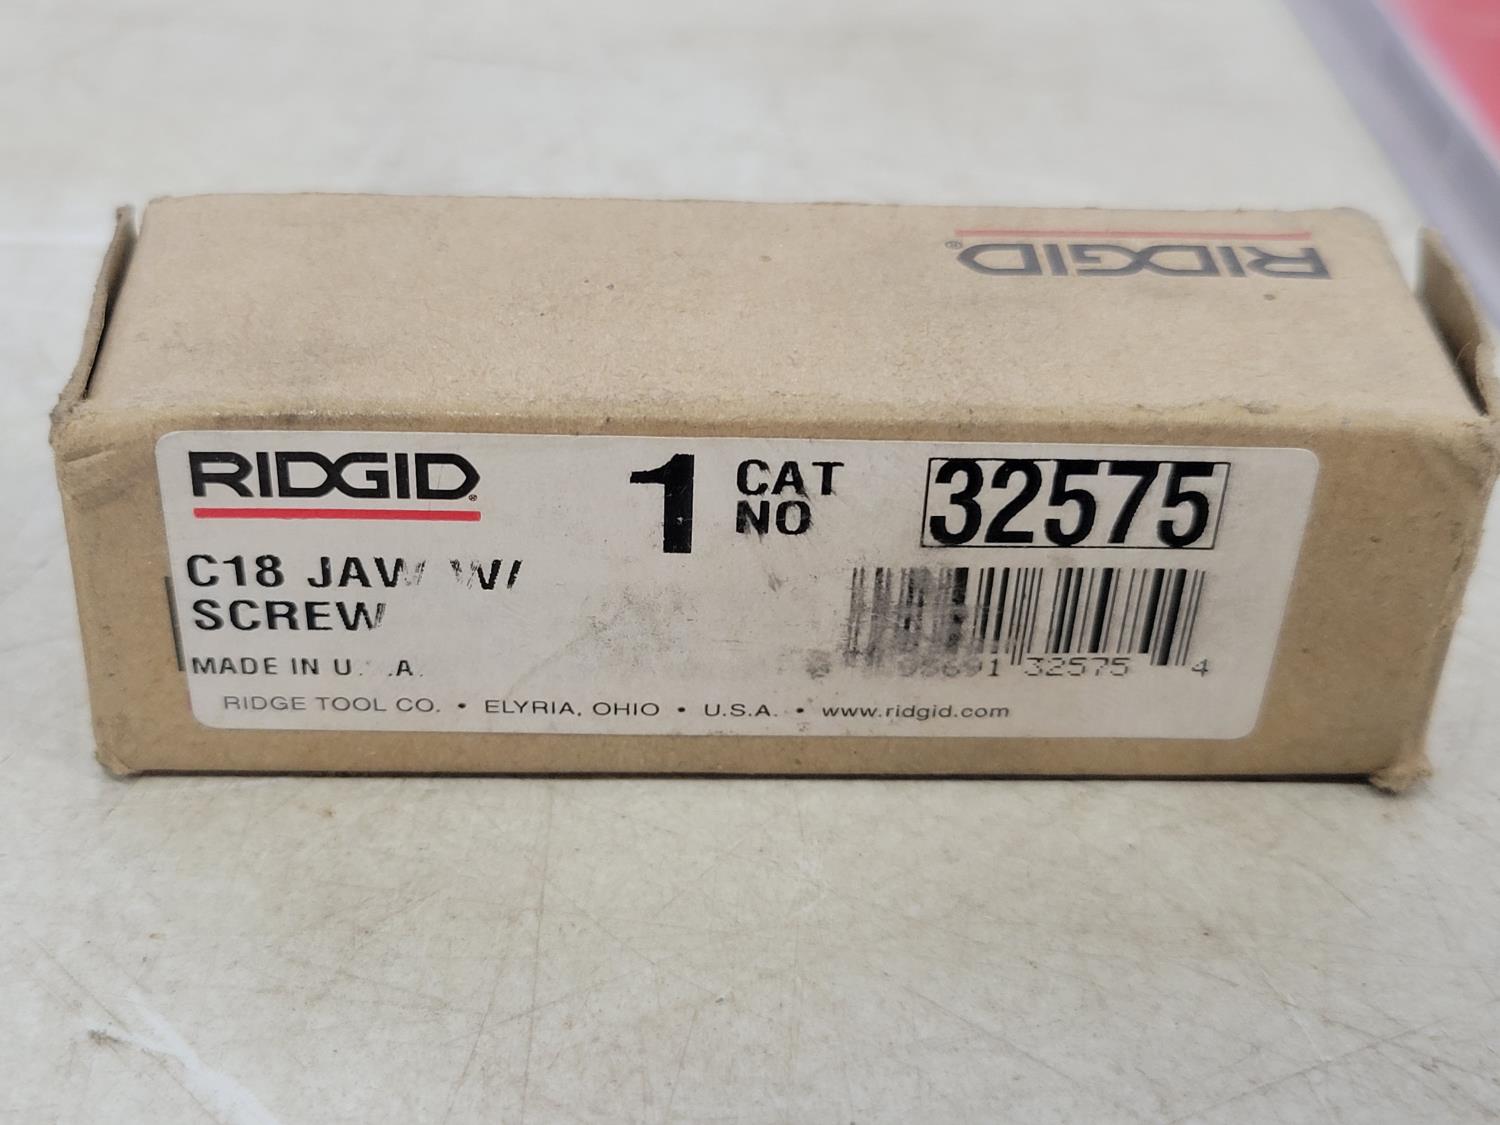 RIDGID®
RIDGID®
1 CAT NO 32575
C18 JAW W/
SCREW
95691 32575 4
MADE IN U. .A.
RIDGE TOOL CO. • ELYRIA, OHIO • U.S.A. • www.ridgid.com